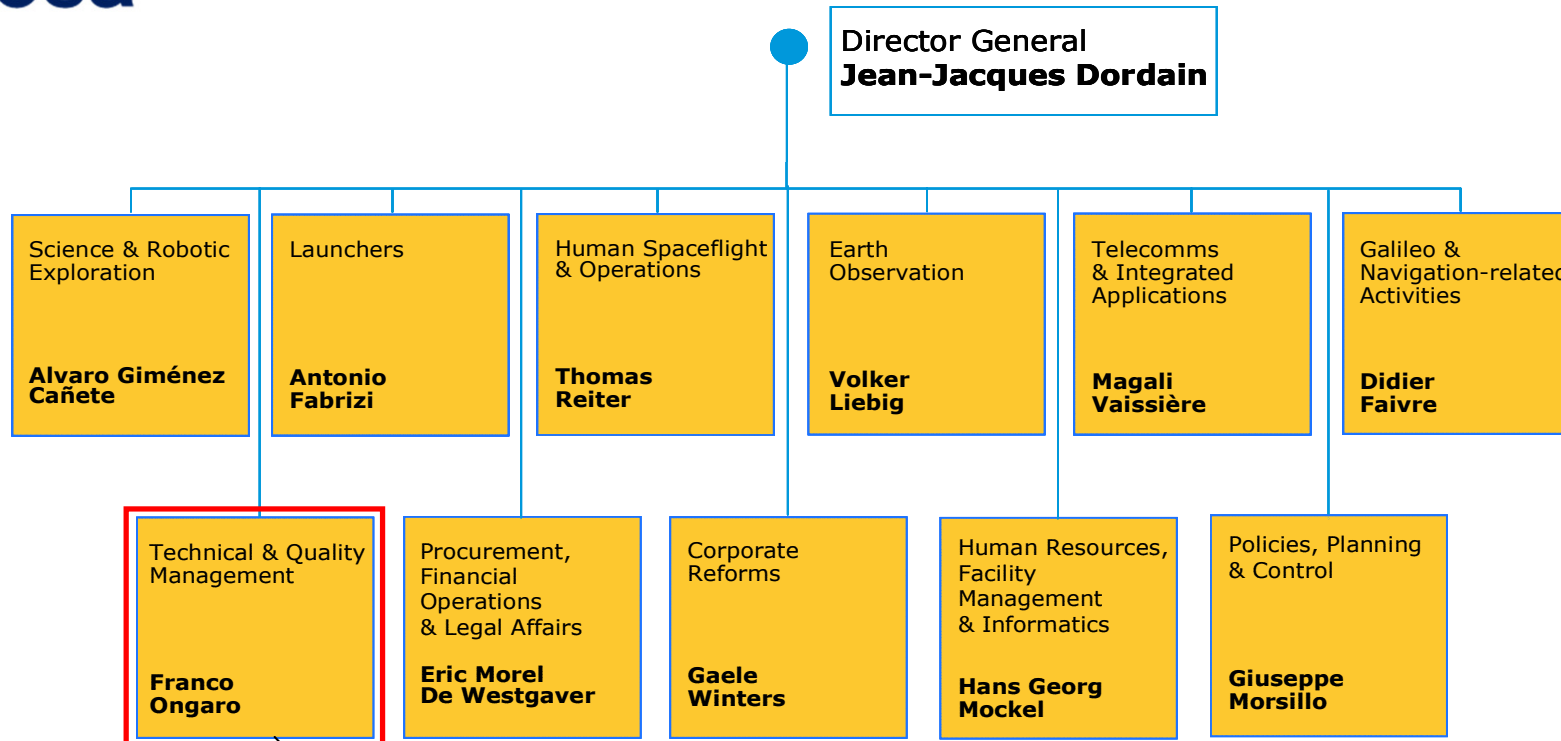 Director General
Jean-Jacques Dordain
Science & Robotic
Exploration
Alvaro Giménez
Cañete
Launchers
Antonio
Fabrizi
Human Spaceflight
& Operations
Thomas
Reiter
Earth
Observation
Volker
Liebig
Telecomms
& Integrated
Applications
Magali
Vaissière
Galileo &
Navigation-related
Activities
Didier
Faivre
Technical & Quality
Management
Franco
Ongaro
Procurement,
Financial
Operations
& Legal Affairs
Eric Morel
De Westgaver
Corporate
Reforms
Gaele
Winters
Human Resources,
Facility
Management
& Informatics
Hans Georg
Mockel
Policies, Planning
& Control
Giuseppe
Morsillo